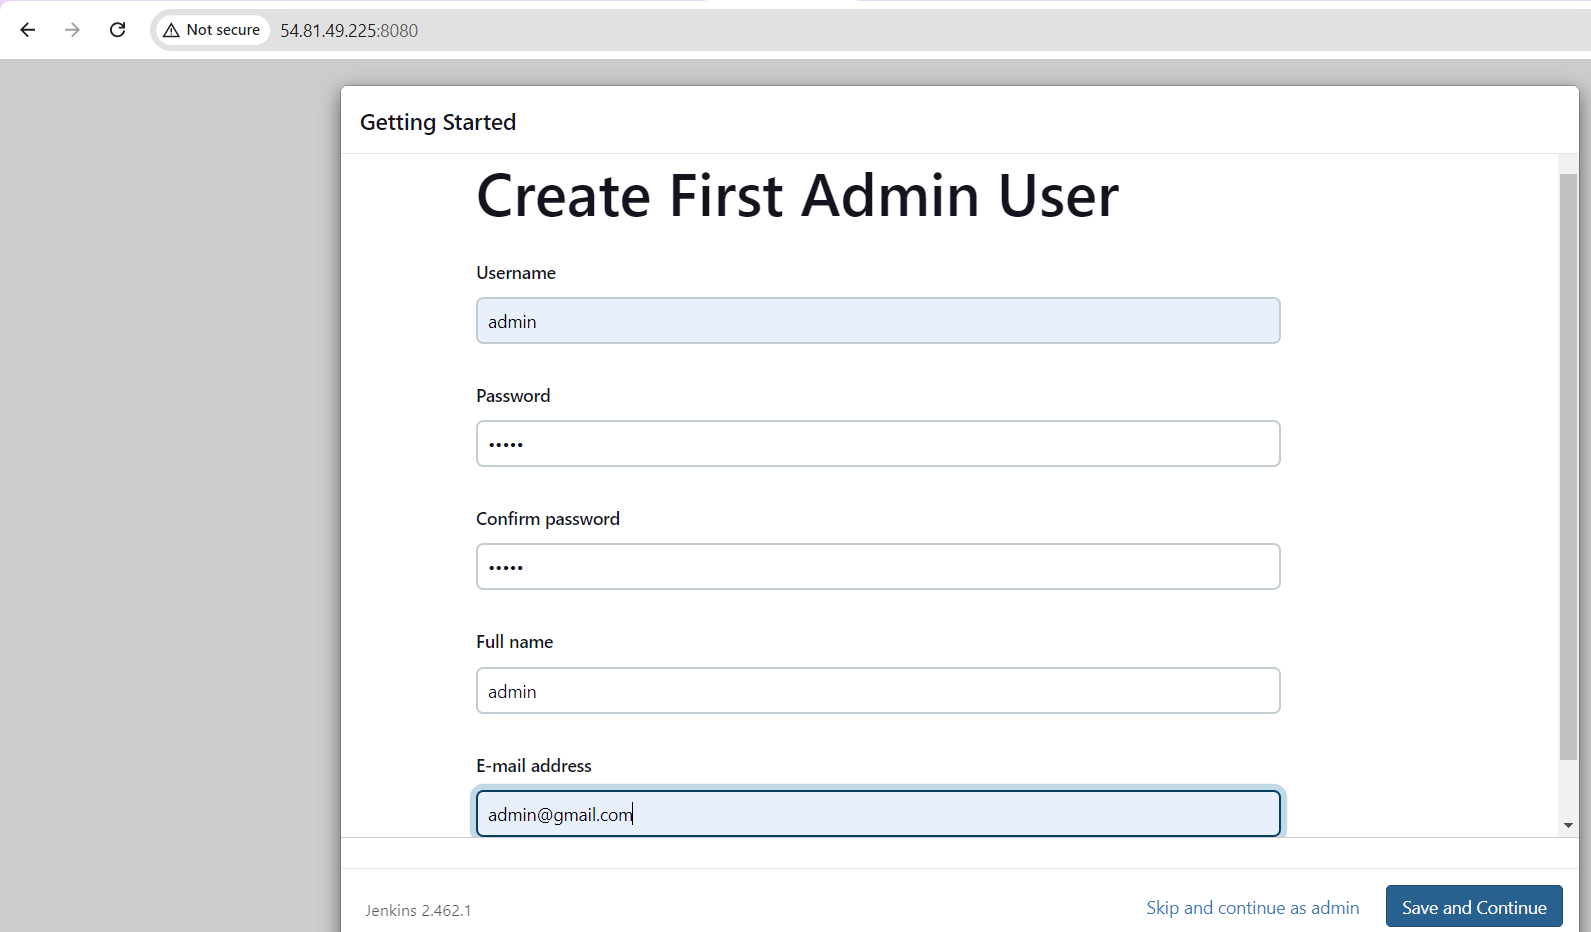 Not secure 54.81.49.225:8080
Getting Started
Create First Admin User
Username
admin
Password
•••••
Confirm password
•••••
Full name
admin
E-mail address
admin@gmail.com
Jenkins 2.462.1
Skip and continue as admin
Save and Continue